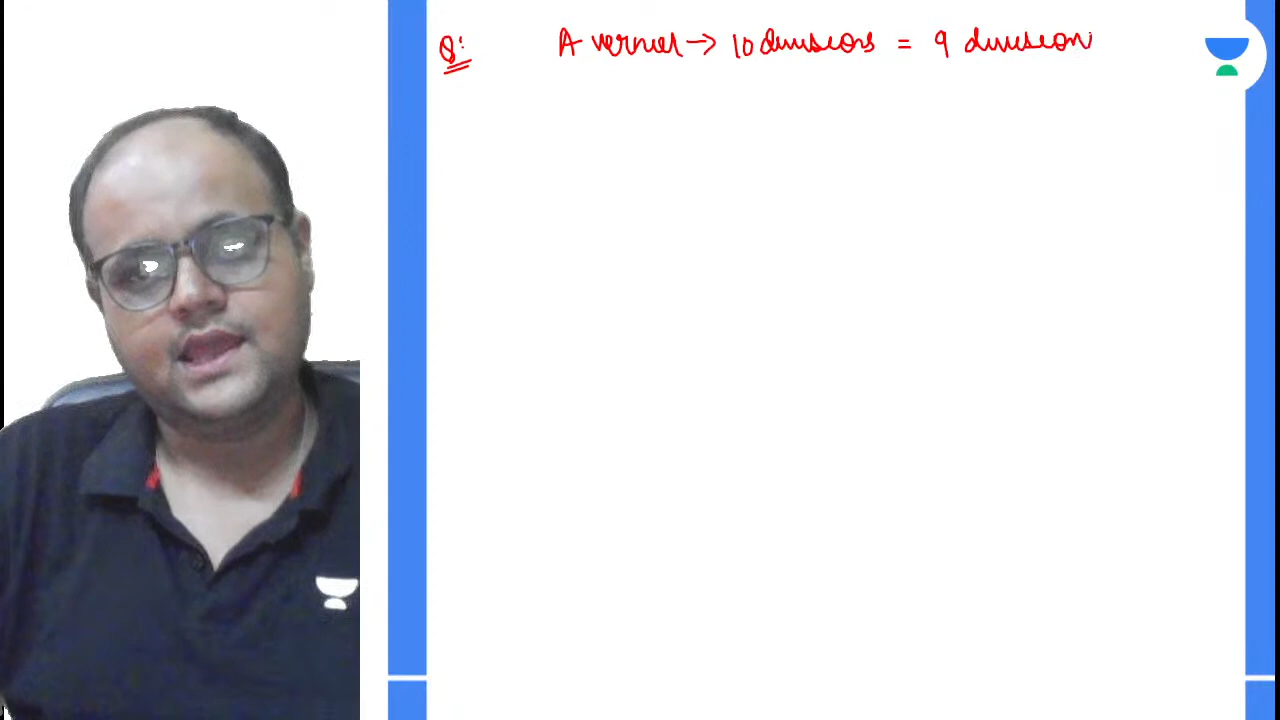 Q: A vernier → 10 divisions = 9 division